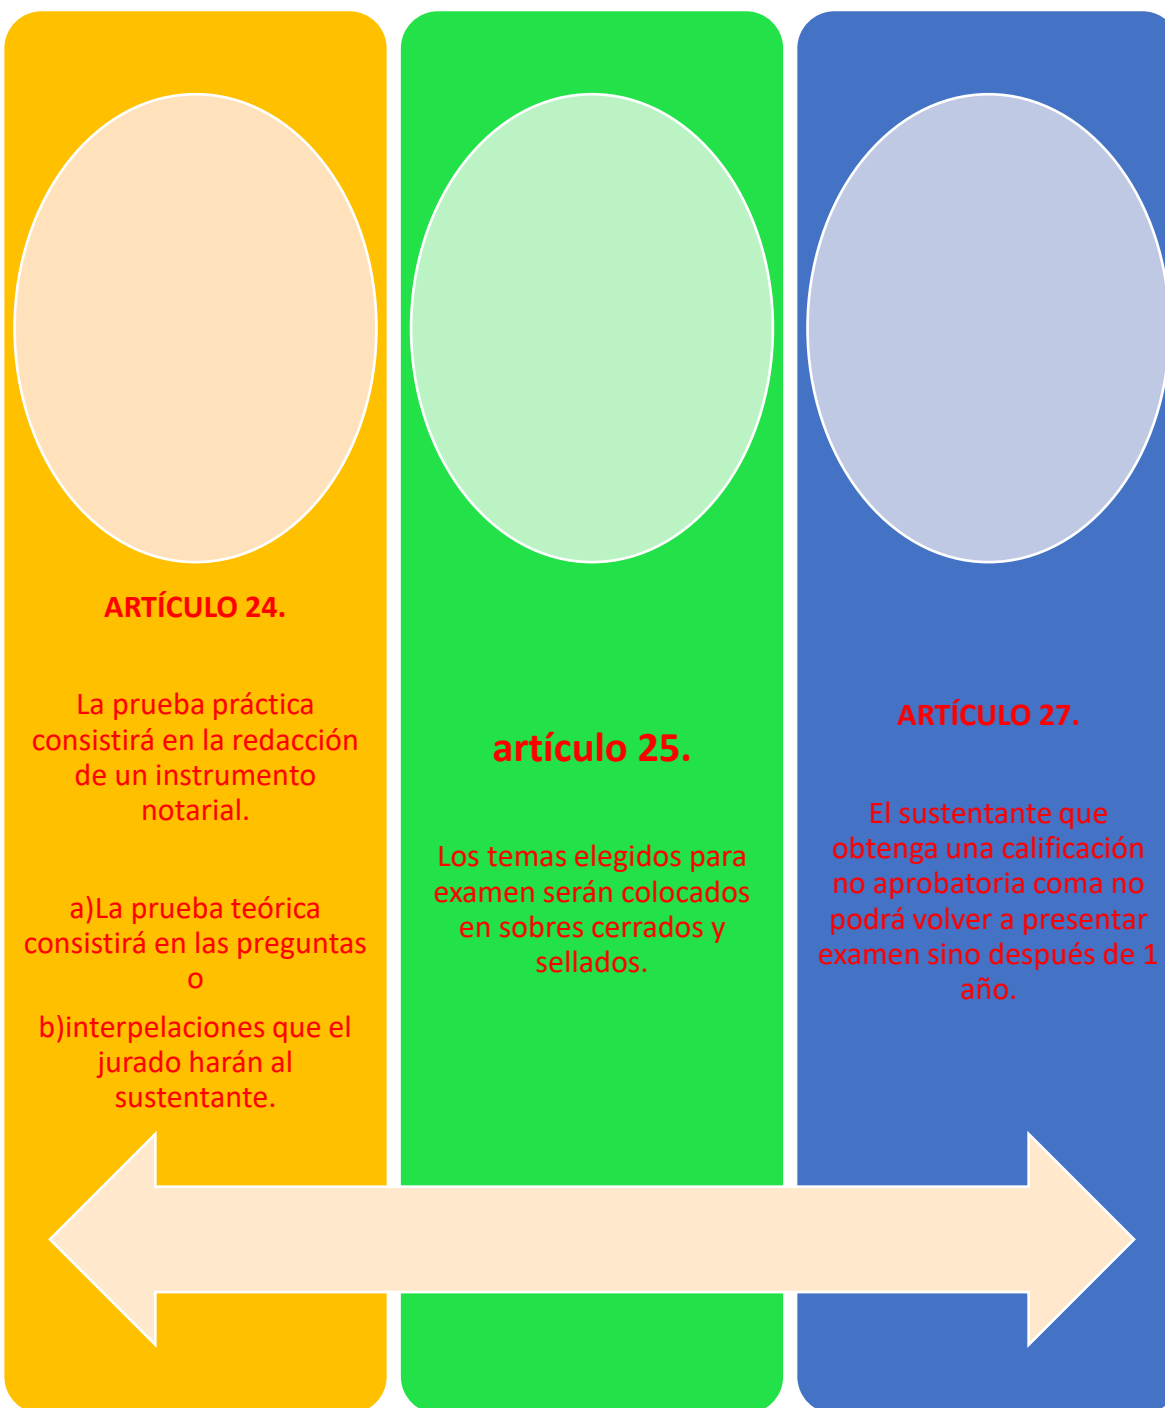 ARTÍCULO 24.
La prueba práctica
consistirá en la redacción
de un instrumento
notarial.
a)La prueba teórica
consistirá en las preguntas
o
b)interpelaciones que el
jurado harán al
sustentante.
artículo 25.
Los temas elegidos para
examen serán colocados
en sobres cerrados y
sellados.
ARTÍCULO 27.
El sustentante que
obtenga una calificación
no aprobatoria coma no
podrá volver a presentar
examen sino después de 1
año.